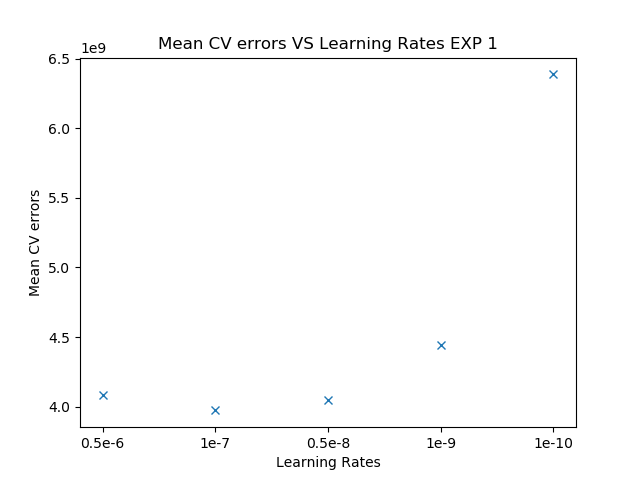 Mean CV errors VS Learning Rates EXP 1
1e9
6.5
6.0
5.5
5.0
4.5
4.0
Mean CV errors
0.5e-6 1e-7 0.5e-8 1e-9 1e-10
Learning Rates